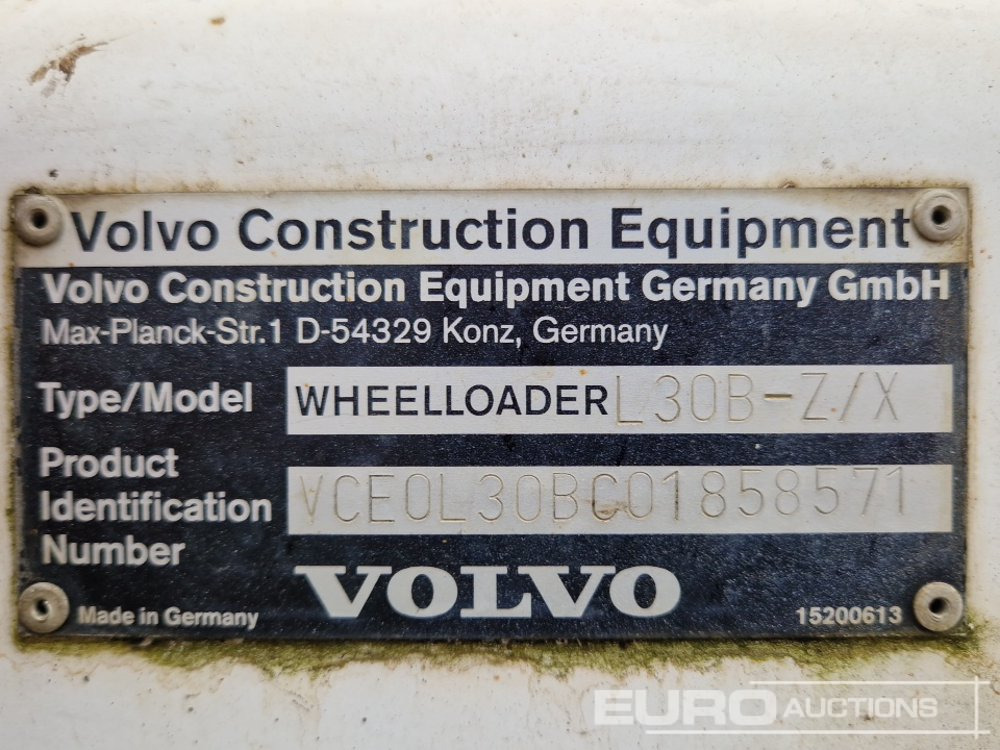 Volvo Construction Equipment
Volvo Construction Equipment Germany GmbH
Max-Planck-Str.1 D-54329 Konz, Germany
Type/Model WHEELLOADER L30B-Z/X
Product Identification Number VCE0L30BC01858571
VOLVO
Made in Germany 15200613
EURO AUCTIONS